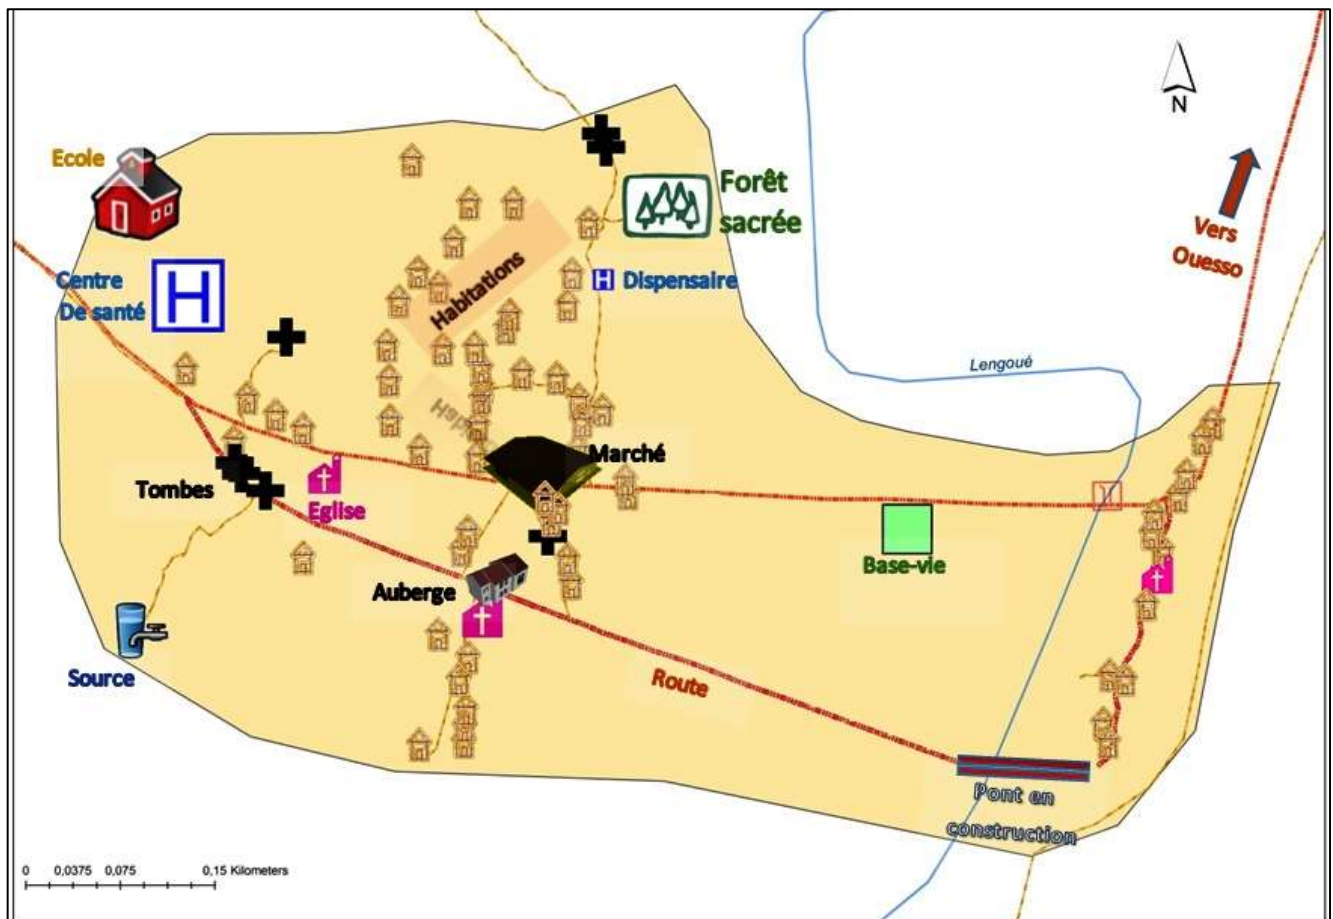 Ecole
Forêt
sacrée
N
Vers
Ouesso
Centre
De santé
H
H Dispensaire
Habitations
Lengoué
Marché
Tombes
Eglise
Base-vie
Auberge
Source
Route
Pont en
construction
0 0,0375 0,075 0,15 Kilometers